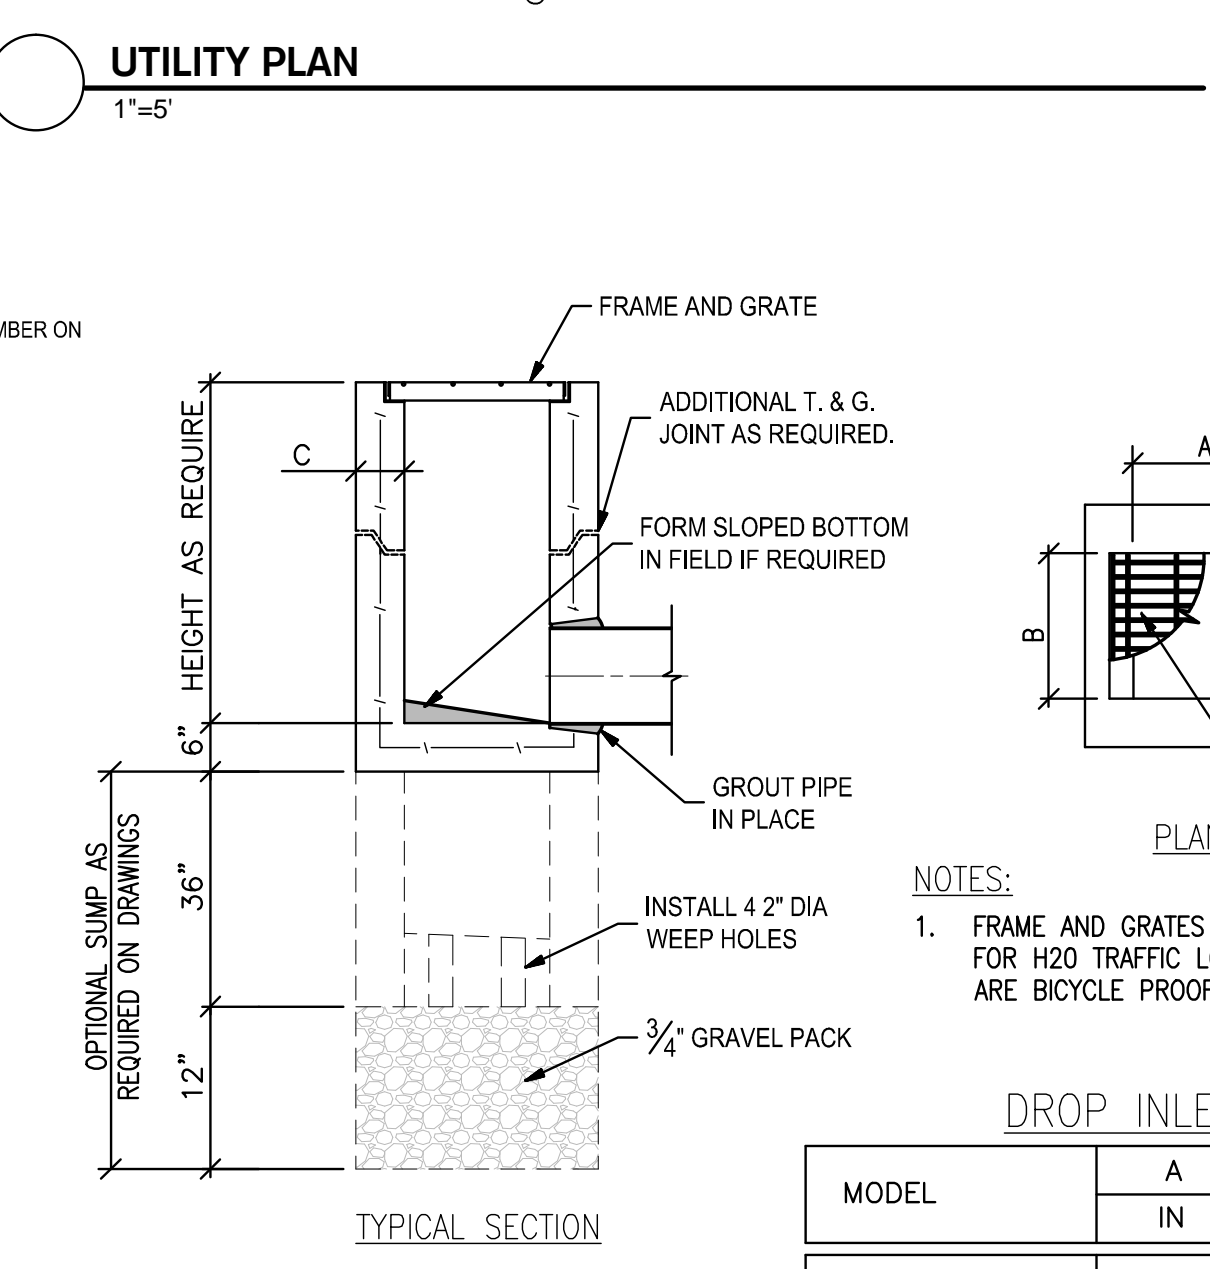 UTILITY PLAN
1"=5'
ON
FRAME AND GRATE
ADDITIONAL T. & G.
JOINT AS REQUIRED.
C
HEIGHT AS REQUIRE
FORM SLOPED BOTTOM
IN FIELD IF REQUIRED
A
B
6"
GROUT PIPE
IN PLACE
OPTIONAL SUMP AS
REQUIRED ON DRAWINGS
36"
INSTALL 4 2" DIA
WEEP HOLES
12"
3/4" GRAVEL PACK
TYPICAL SECTION
NOTES:
1. FRAME AND GRATES
FOR H20 TRAFFIC
ARE BICYCLE
DROP
MODEL
A
IN